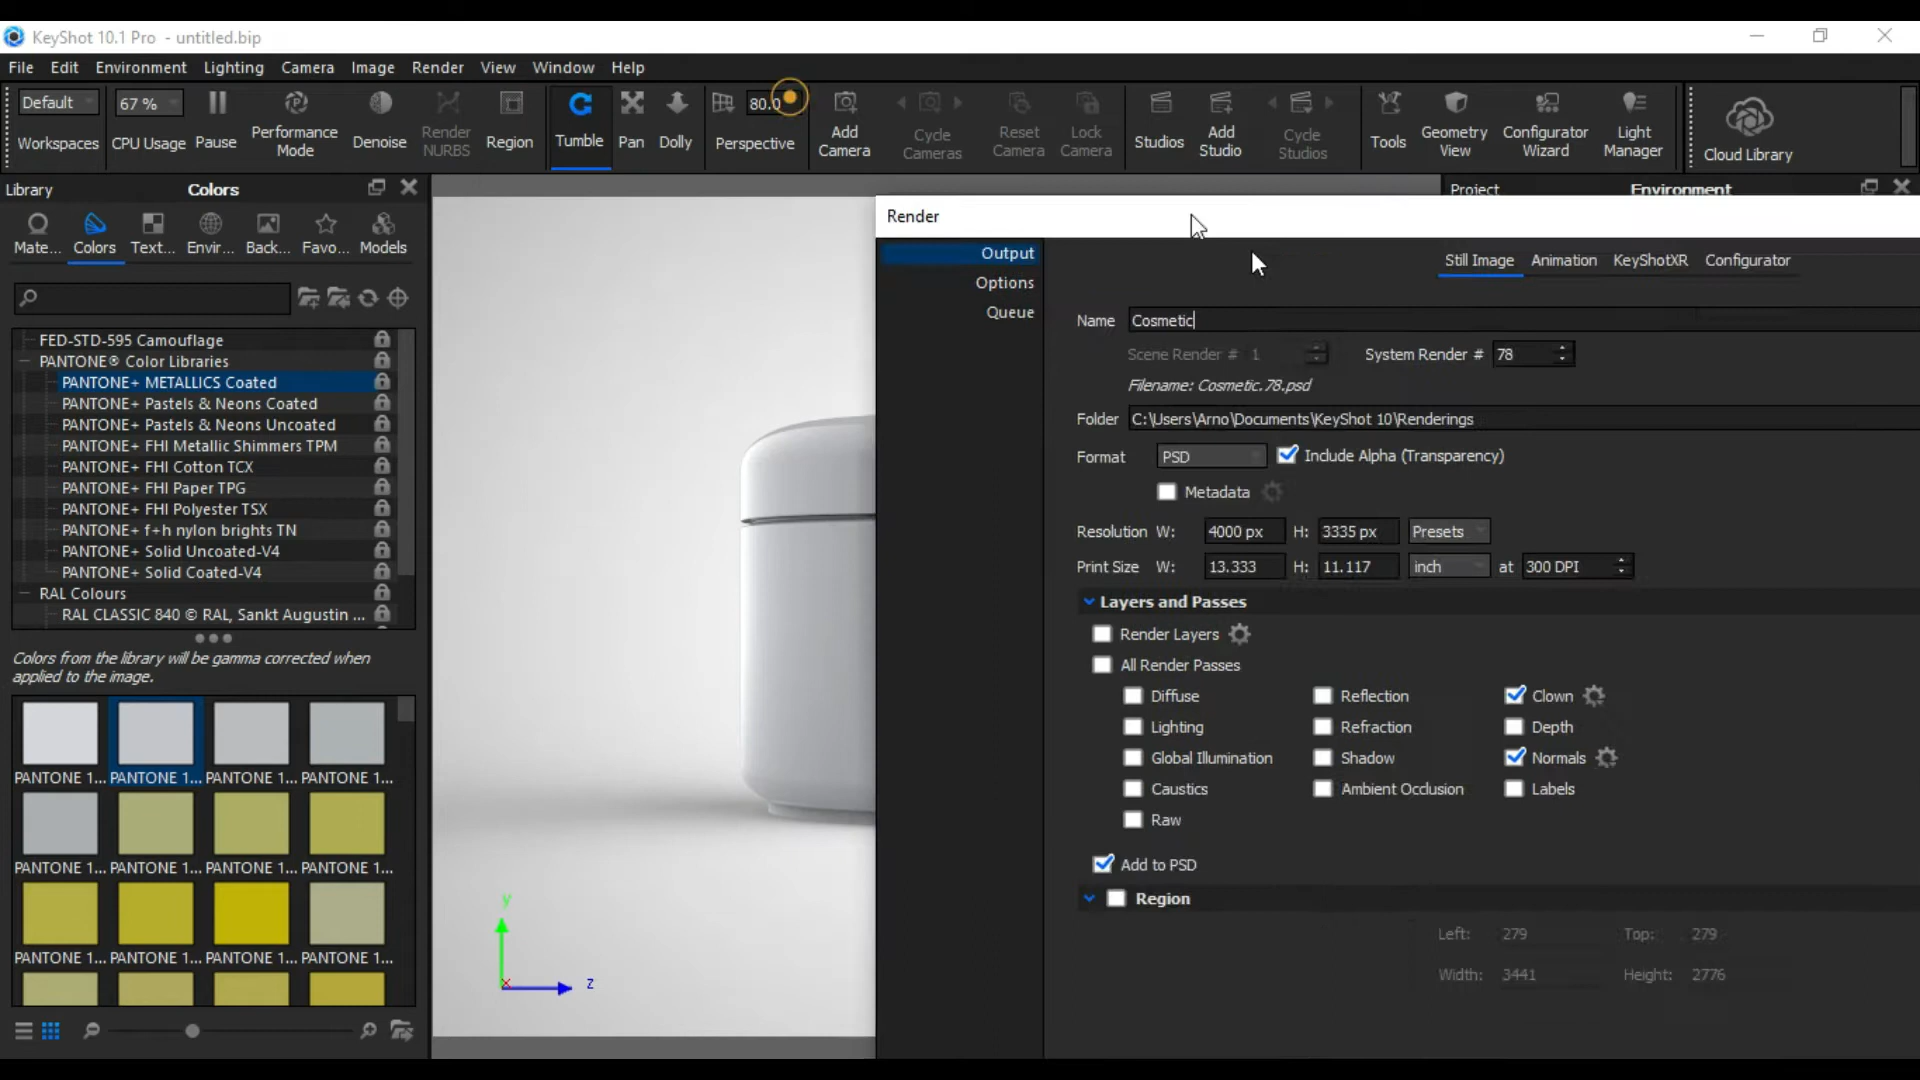 KeyShot 10.1 Pro - untitled.bip
File Edit Environment Lighting Camera Image Render View Window Help
Default 67 % 80.0
Workspaces CPU Usage Pause Performance Mode Denoise Render NURBS Region Tumble Pan Dolly Perspective Add Camera Cycle Cameras Reset Camera Lock Camera Studios Add Studio Cycle Studios Tools Geometry View Configurator Wizard Light Manager Cloud Library
Library Colors
Mate... Colors Text... Envir... Back... Favo... Models
FED-STD-595 Camouflage
PANTONE® Color Libraries
PANTONE+ METALLICS Coated
PANTONE+ Pastels & Neons Coated
PANTONE+ Pastels & Neons Uncoated
PANTONE+ FHI Metallic Shimmers TPM
PANTONE+ FHI Cotton TCX
PANTONE+ FHI Paper TPG
PANTONE+ FHI Polyester TSX
PANTONE+ f+h nylon brights TN
PANTONE+ Solid Uncoated-V4
PANTONE+ Solid Coated-V4
RAL Colours
RAL CLASSIC 840 © RAL, Sankt Augustin ...
Colors from the library will be gamma corrected when
applied to the image.
PANTONE 1... PANTONE 1... PANTONE 1... PANTONE 1...
PANTONE 1... PANTONE 1... PANTONE 1... PANTONE 1...
PANTONE 1... PANTONE 1... PANTONE 1... PANTONE 1...
y
z
Project Environment
Render
Output
Options
Queue
Still Image Animation KeyShotXR Configurator
Name Cosmetic
Scene Render # 1 System Render # 78
Filename: Cosmetic.78.psd
Folder C:\Users\Arno\Documents\KeyShot 10\Renderings
Format PSD Include Alpha (Transparency)
Metadata
Resolution W: 4000 px H: 3335 px Presets
Print Size W: 13.333 H: 11.117 inch at 300 DPI
Layers and Passes
Render Layers
All Render Passes
Diffuse Reflection Clown
Lighting Refraction Depth
Global Illumination Shadow Normals
Caustics Ambient Occlusion Labels
Raw
Add to PSD
Region
Left: 279 Top: 279
Width: 3441 Height: 2776